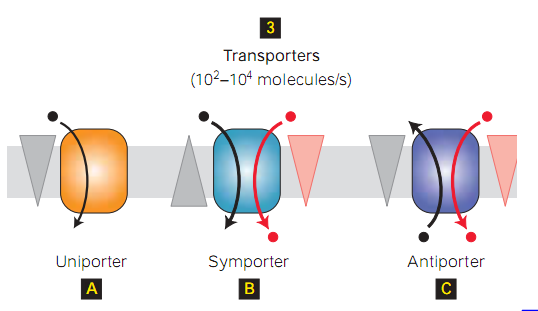 3
Transporters
(10²–10⁴ molecules/s)
Uniporter
Symporter
Antiporter
A
B
C